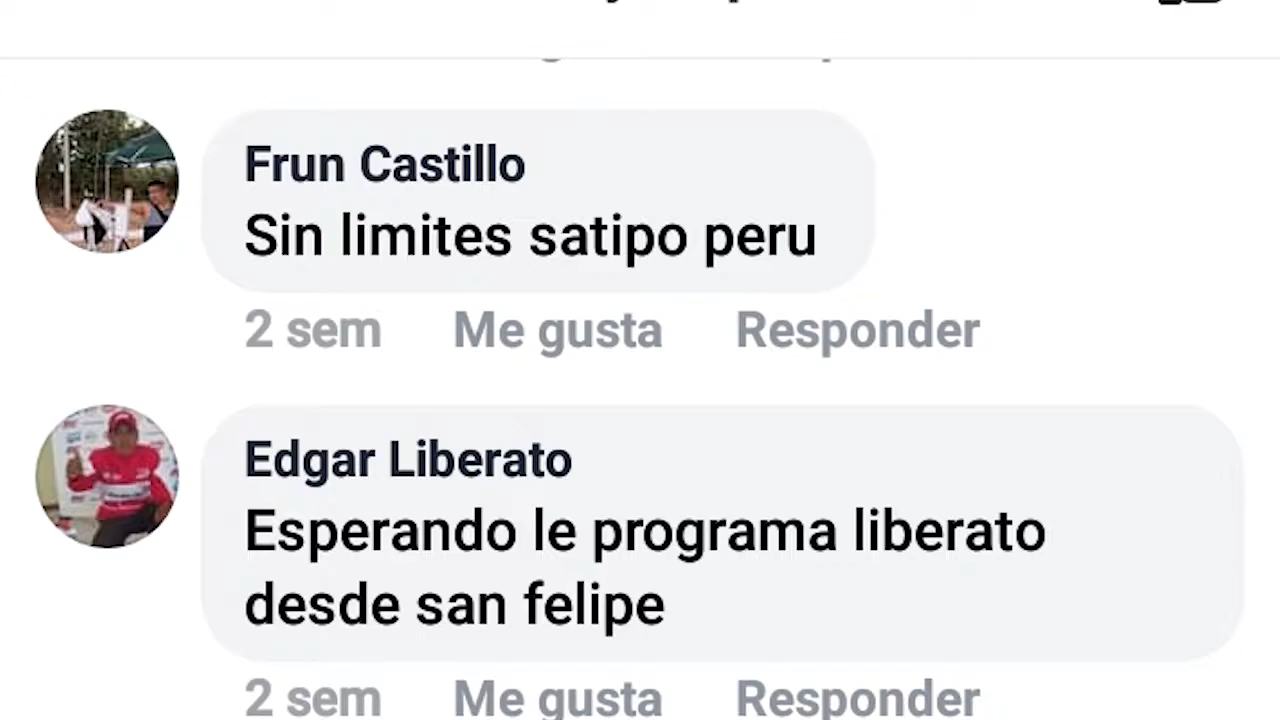 Frun Castillo
Sin limites satipo peru
2 sem Me gusta Responder
Edgar Liberato
Esperando le programa liberato
desde san felipe
2 sem Me gusta Responder